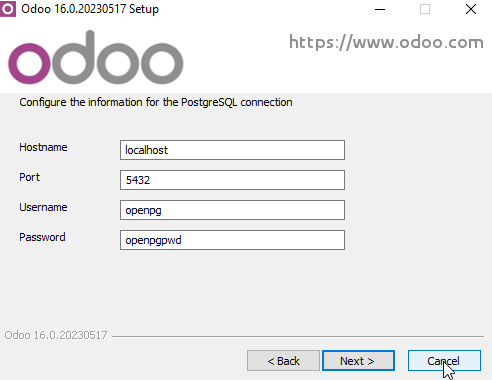 Odoo 16.0.20230517 Setup
odoo
https://www.odoo.com
Configure the information for the PostgreSQL connection
Hostname localhost
Port 5432
Username openpg
Password openpgpwd
Odoo 16.0.20230517
< Back Next > Cancel